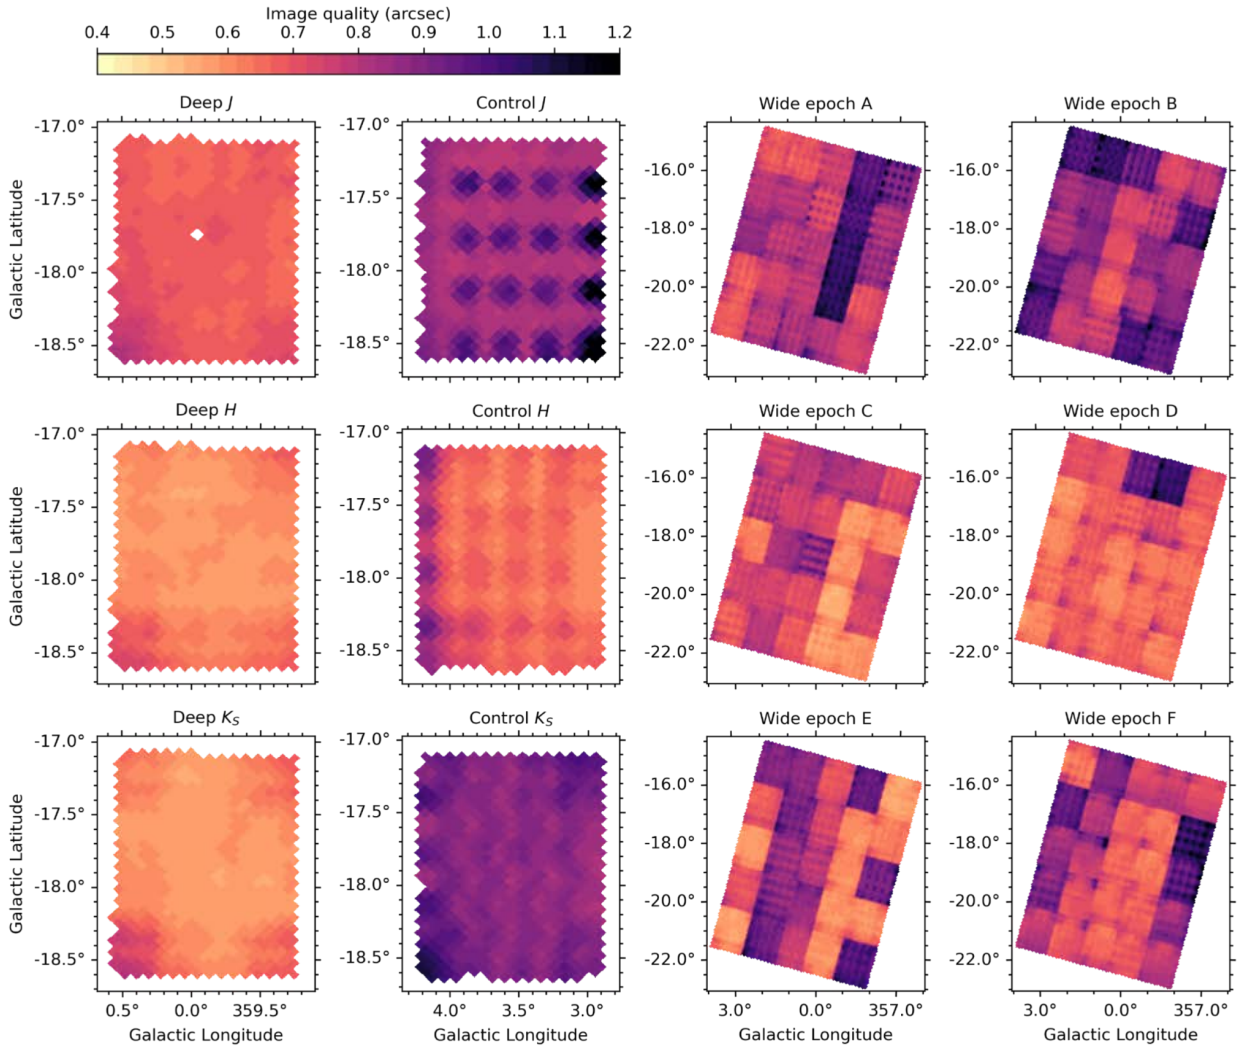 Image quality (arcsec)
0.4 0.5 0.6 0.7 0.8 0.9 1.0 1.1 1.2
Deep J
Control J
Wide epoch A
Wide epoch B
Galactic Latitude
-17.0°
-17.5°
-18.0°
-18.5°
-17.0°
-17.5°
-18.0°
-18.5°
-16.0°
-18.0°
-20.0°
-22.0°
-16.0°
-18.0°
-20.0°
-22.0°
Deep H
Control H
Wide epoch C
Wide epoch D
Galactic Latitude
-17.0°
-17.5°
-18.0°
-18.5°
-17.0°
-17.5°
-18.0°
-18.5°
-16.0°
-18.0°
-20.0°
-22.0°
-16.0°
-18.0°
-20.0°
-22.0°
Deep K_S
Control K_S
Wide epoch E
Wide epoch F
Galactic Latitude
-17.0°
-17.5°
-18.0°
-18.5°
-17.0°
-17.5°
-18.0°
-18.5°
-16.0°
-18.0°
-20.0°
-22.0°
-16.0°
-18.0°
-20.0°
-22.0°
0.5° 0.0° 359.5°
4.0° 3.5° 3.0°
3.0° 0.0° 357.0°
3.0° 0.0° 357.0°
Galactic Longitude
Galactic Longitude
Galactic Longitude
Galactic Longitude